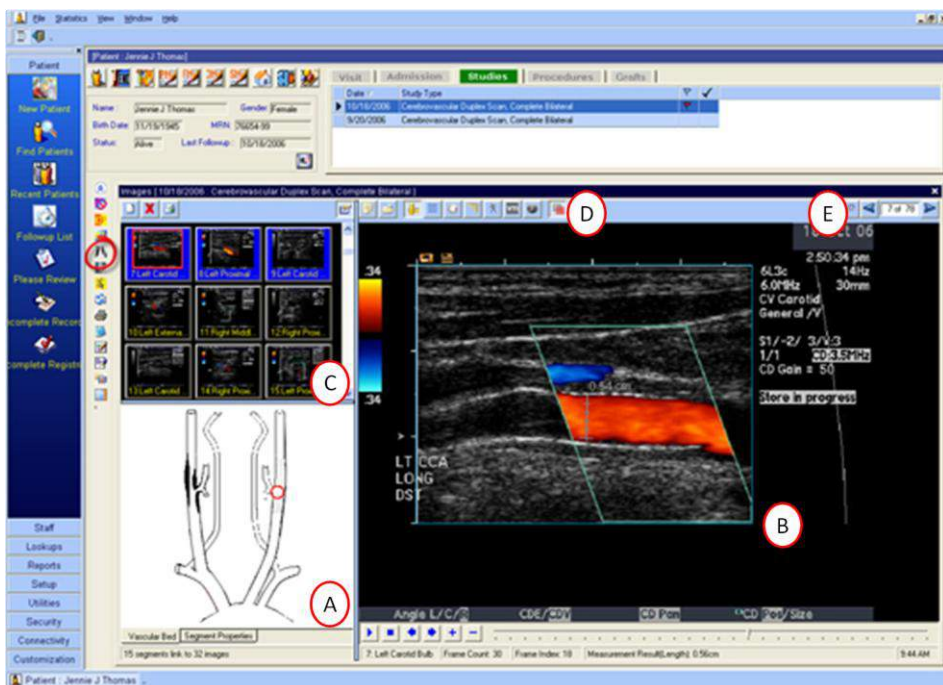 File Statistics View Window Help
Patient
New Patient
Find Patients
Recent Patients
Followup List
Please Review
Incomplete Record
Incomplete Registr
Staff
Lookups
Reports
Setup
Utilities
Security
Connectivity
Customization
[Patient : Jennie J Thomas]
Name : Jennie J Thomas Gender: Female
Birth Date: 11/19/1945 MRN: 76654-99
Status: Alive Last Followup : 10/18/2006
Visit Admission Studies Procedures Grafts
Date Study Type
10/18/2006 Cerebrovascular Duplex Scan, Complete Bilateral
9/20/2006 Cerebrovascular Duplex Scan, Complete Bilateral
Images [ 10/18/2006 : Cerebrovascular Duplex Scan, Complete Bilateral ]
D
E
7 of 78
7 Left Carotid
8 Left Proximal
9 Left Carotid
10 Left Externa
11 Right Middl
12 Right Prox
13 Left Carotid
14 Right Prox
15 Left Prox
C
A
Vascular Bed Segment Properties
15 segments link to 32 images
.34
.34
0.54 cm
LT CCA
LONG
DST
2:50:34 pm
6L3c 14Hz
6.0MHz 30mm
CV Carotid
General /V
S1/-2/ 3/V:3
1/1 CD:3.5MHz
CD Gain = 50
Store in progress
B
Angle L/C/R CDE/CDV CD Pan CD Pos/Size
7. Left Carotid Bulb Frame Count: 30 Frame Index: 18 Measurement Result(Length): 0.56cm 9:44 AM
Patient : Jennie J Thomas